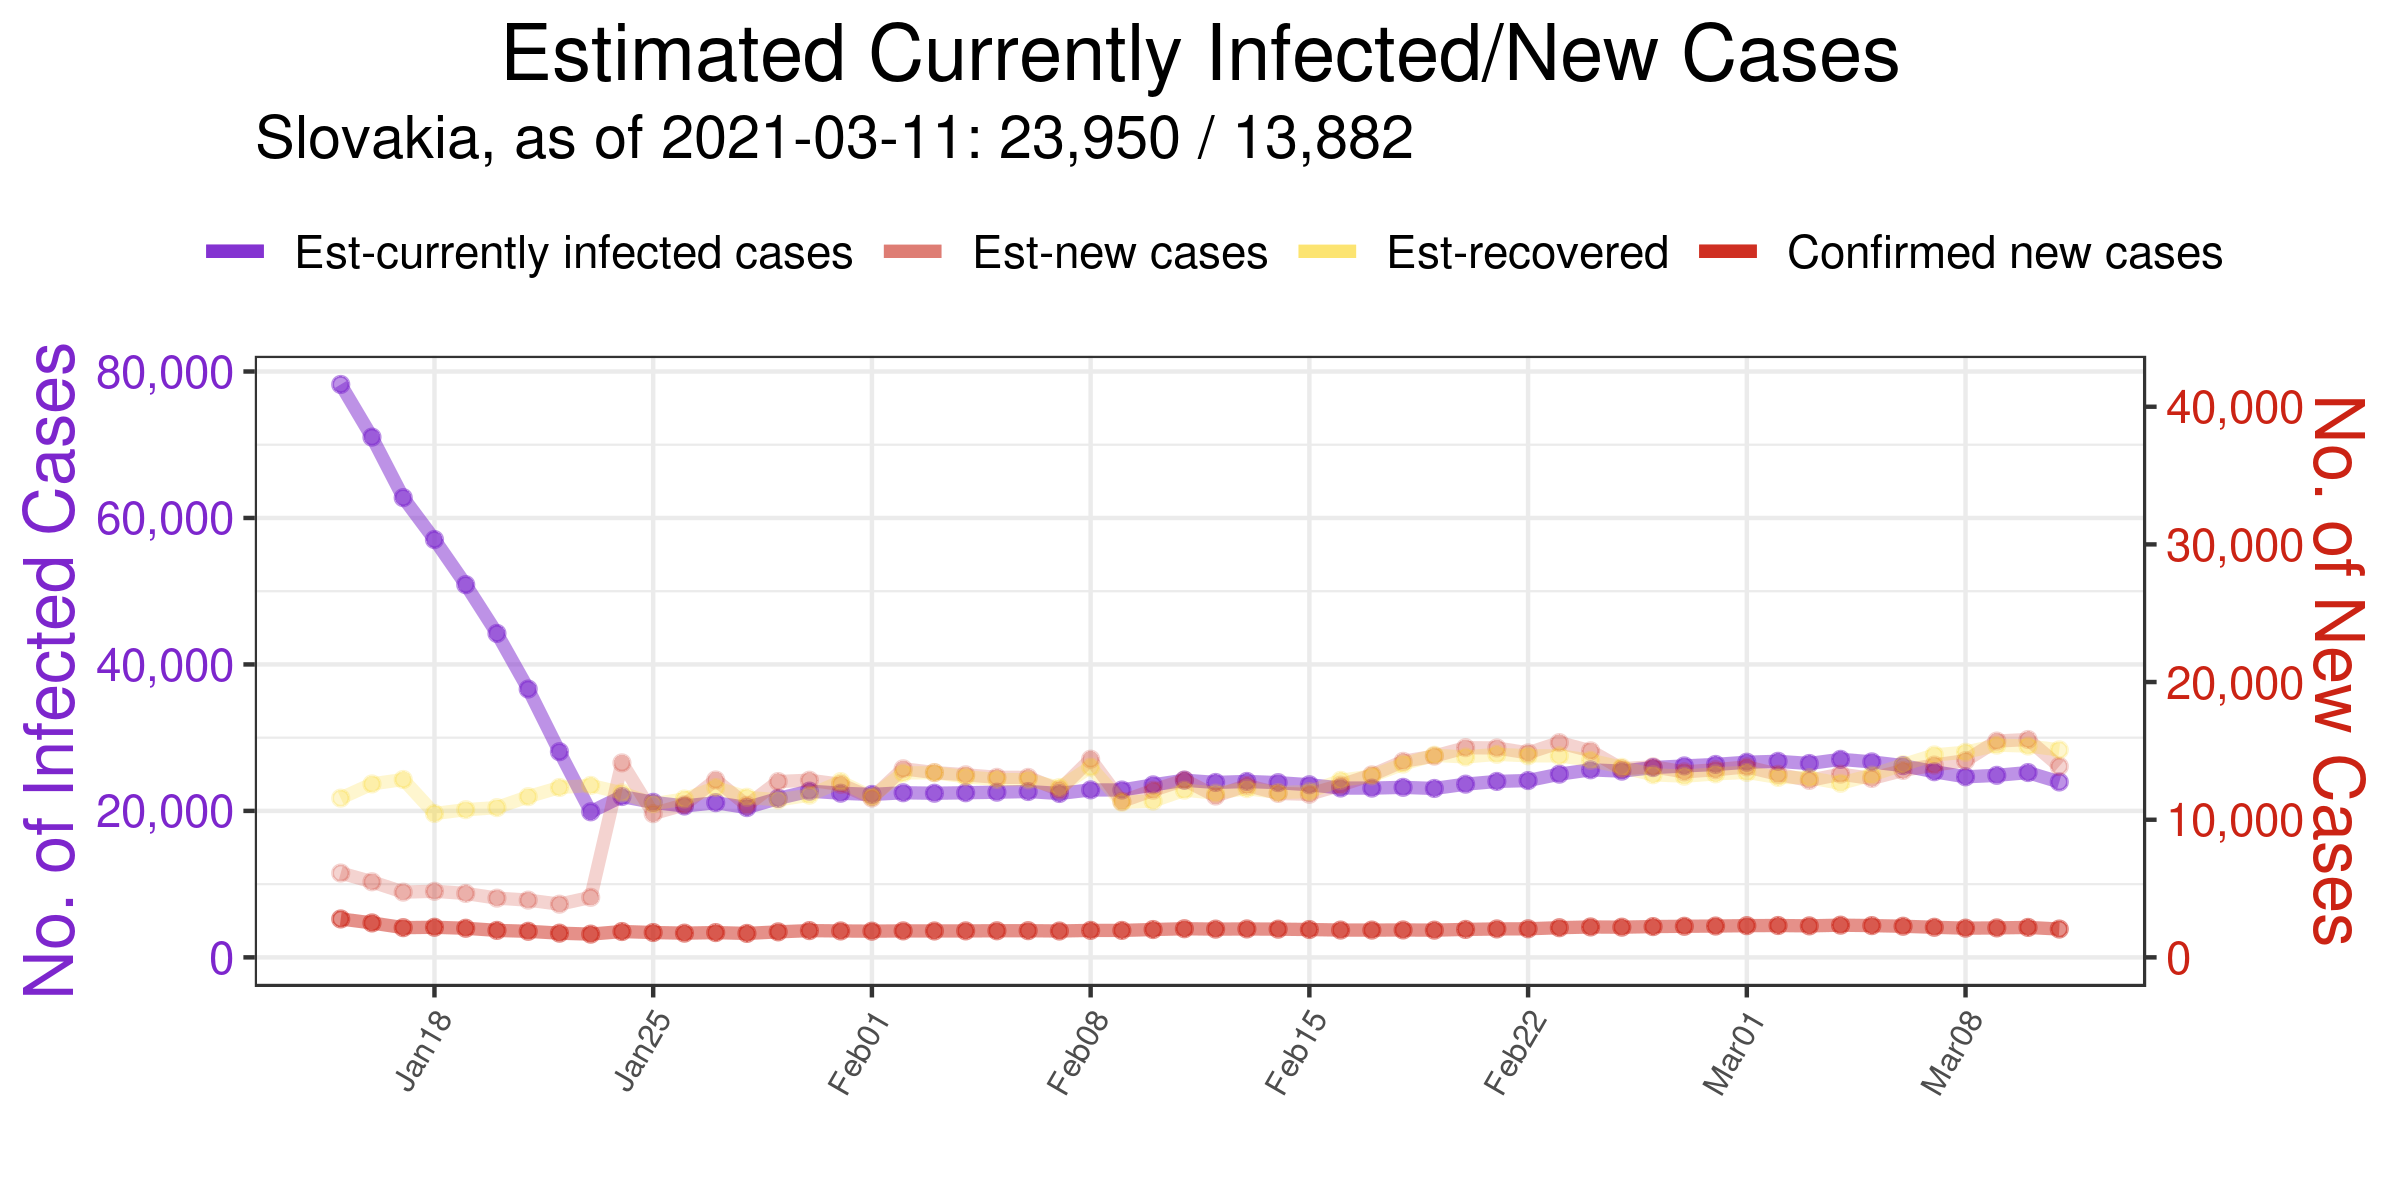 Estimated Currently Infected/New Cases
Slovakia, as of 2021-03-11: 23,950 / 13,882
Est-currently infected cases Est-new cases Est-recovered Confirmed new cases
No. of Infected Cases
80,000
60,000
40,000
20,000
0
40,000
30,000
20,000
10,000
0
No. of New Cases
Jan18 Jan25 Feb01 Feb08 Feb15 Feb22 Mar01 Mar08